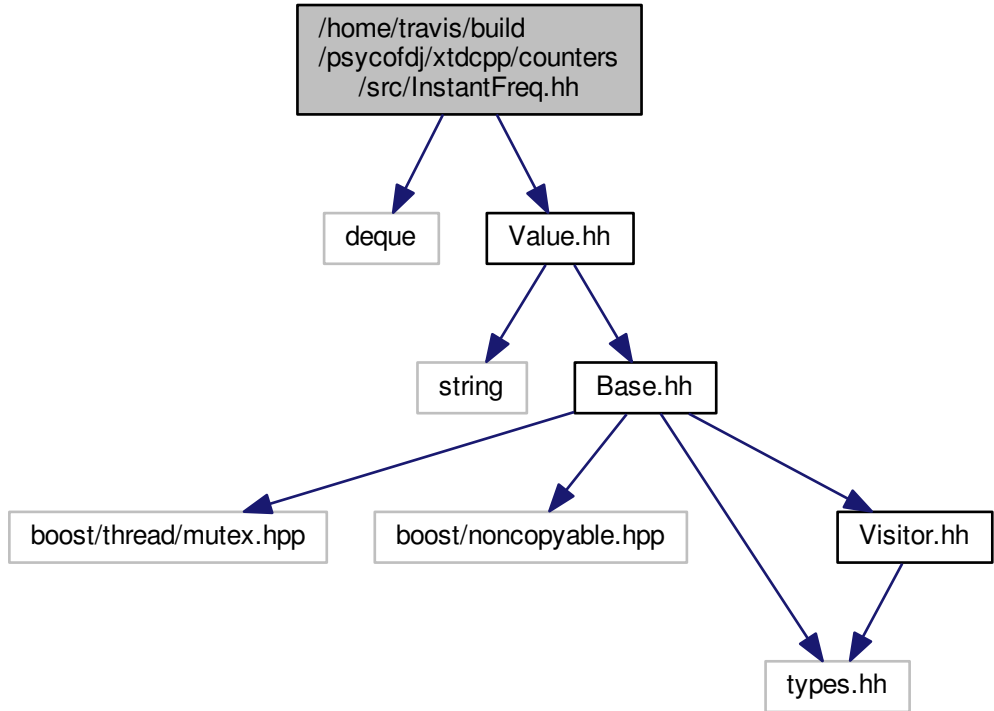 /home/travis/build
/psycofdj/xtdcpp/counters
/src/InstantFreq.hh
deque
Value.hh
string
Base.hh
boost/thread/mutex.hpp
boost/noncopyable.hpp
Visitor.hh
types.hh